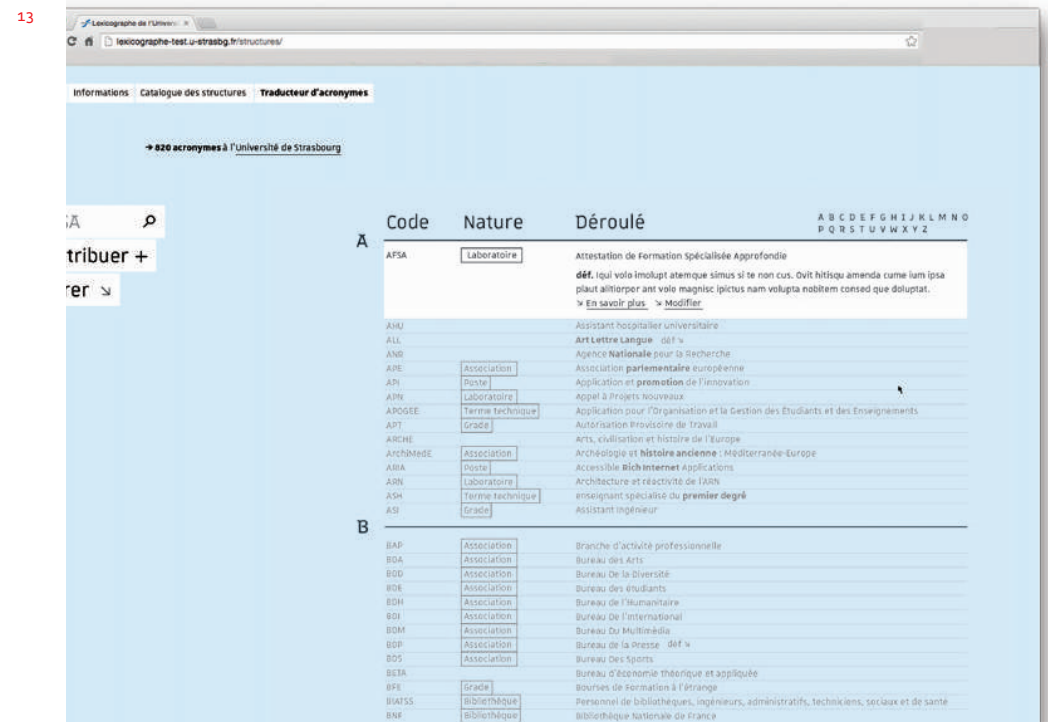 13
Lexicographe de l'Univers
lexicographe-test.u-strasbg.fr/structures/
Informations Catalogue des structures Traducteur d'acronymes
→ 820 acronymes à l'Université de Strasbourg
SA
tribuer +
rer ↘
Code Nature Déroulé
A B C D E F G H I J K L M N O
P Q R S T U V W X Y Z
A
AFSA Laboratoire Attestation de Formation Spécialisée Approfondie
déf. Iqui volo imolupt atemque simus si te non cus. Ovit hitisqu amenda cume ium ipsa
plaut alitiorper ant volo magnisc ipictus nam volupta nobitem consed que doluptat.
↘ En savoir plus ↘ Modifier
AHU Assistant hospitalier universitaire
ALL Art Lettre Langue déf ↘
ANR Agence Nationale pour la Recherche
APE Association Association parlementaire européenne
API Poste Application et promotion de l'innovation
APN Laboratoire Appel à Projets Nouveaux
APOGEE Terme technique Application pour l'Organisation et la Gestion des Étudiants et des Enseignements
APT Grade Autorisation Provisoire de Travail
ARCHE Arts, civilisation et histoire de l'Europe
ArchiMedE Association Archéologie et histoire ancienne : Méditerranée-Europe
ARIA Poste Accessible Rich Internet Applications
ARN Laboratoire Architecture et réactivité de l'ARN
ASH Terme technique enseignant spécialisé du premier degré
ASI Grade Assistant Ingénieur
B
BAP Association Branche d'activité professionnelle
BDA Association Bureau des Arts
BDD Association Bureau De la Diversité
BDE Association Bureau des étudiants
BDH Association Bureau de l'Humanitaire
BDI Association Bureau De l'International
BDM Association Bureau Du Multimédia
BDP Association Bureau de la Presse déf ↘
BDS Association Bureau Des Sports
BETA Bureau d'économie théorique et appliquée
BFE Grade Bourses de Formation à l'étrange
BIATSS Bibliothèque Personnel de bibliothèques, ingénieurs, administratifs, techniciens, sociaux et de santé
BNF Bibliothèque Bibliothèque Nationale de France